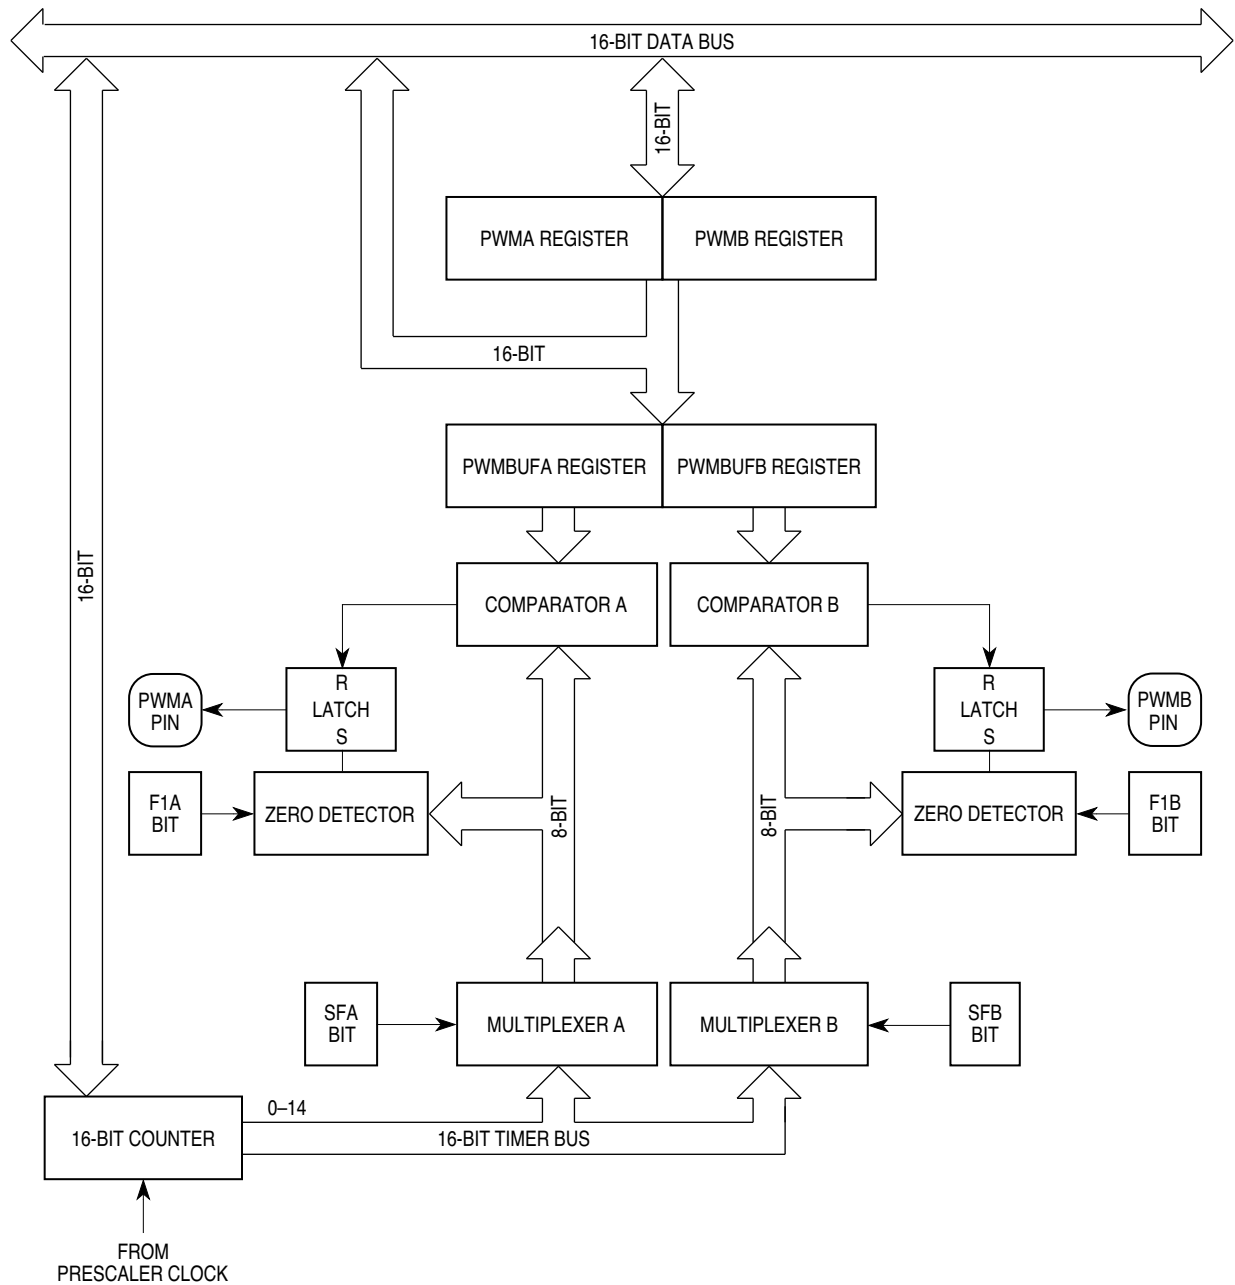 16-BIT DATA BUS
16-BIT
PWMA REGISTER
PWMB REGISTER
16-BIT
PWMBUFA REGISTER
PWMBUFB REGISTER
16-BIT
COMPARATOR A
COMPARATOR B
PWMA
PIN
R
LATCH
S
R
LATCH
S
PWMB
PIN
F1A
BIT
ZERO DETECTOR
8-BIT
8-BIT
ZERO DETECTOR
F1B
BIT
SFA
BIT
MULTIPLEXER A
MULTIPLEXER B
SFB
BIT
0–14
16-BIT COUNTER
16-BIT TIMER BUS
FROM
PRESCALER CLOCK